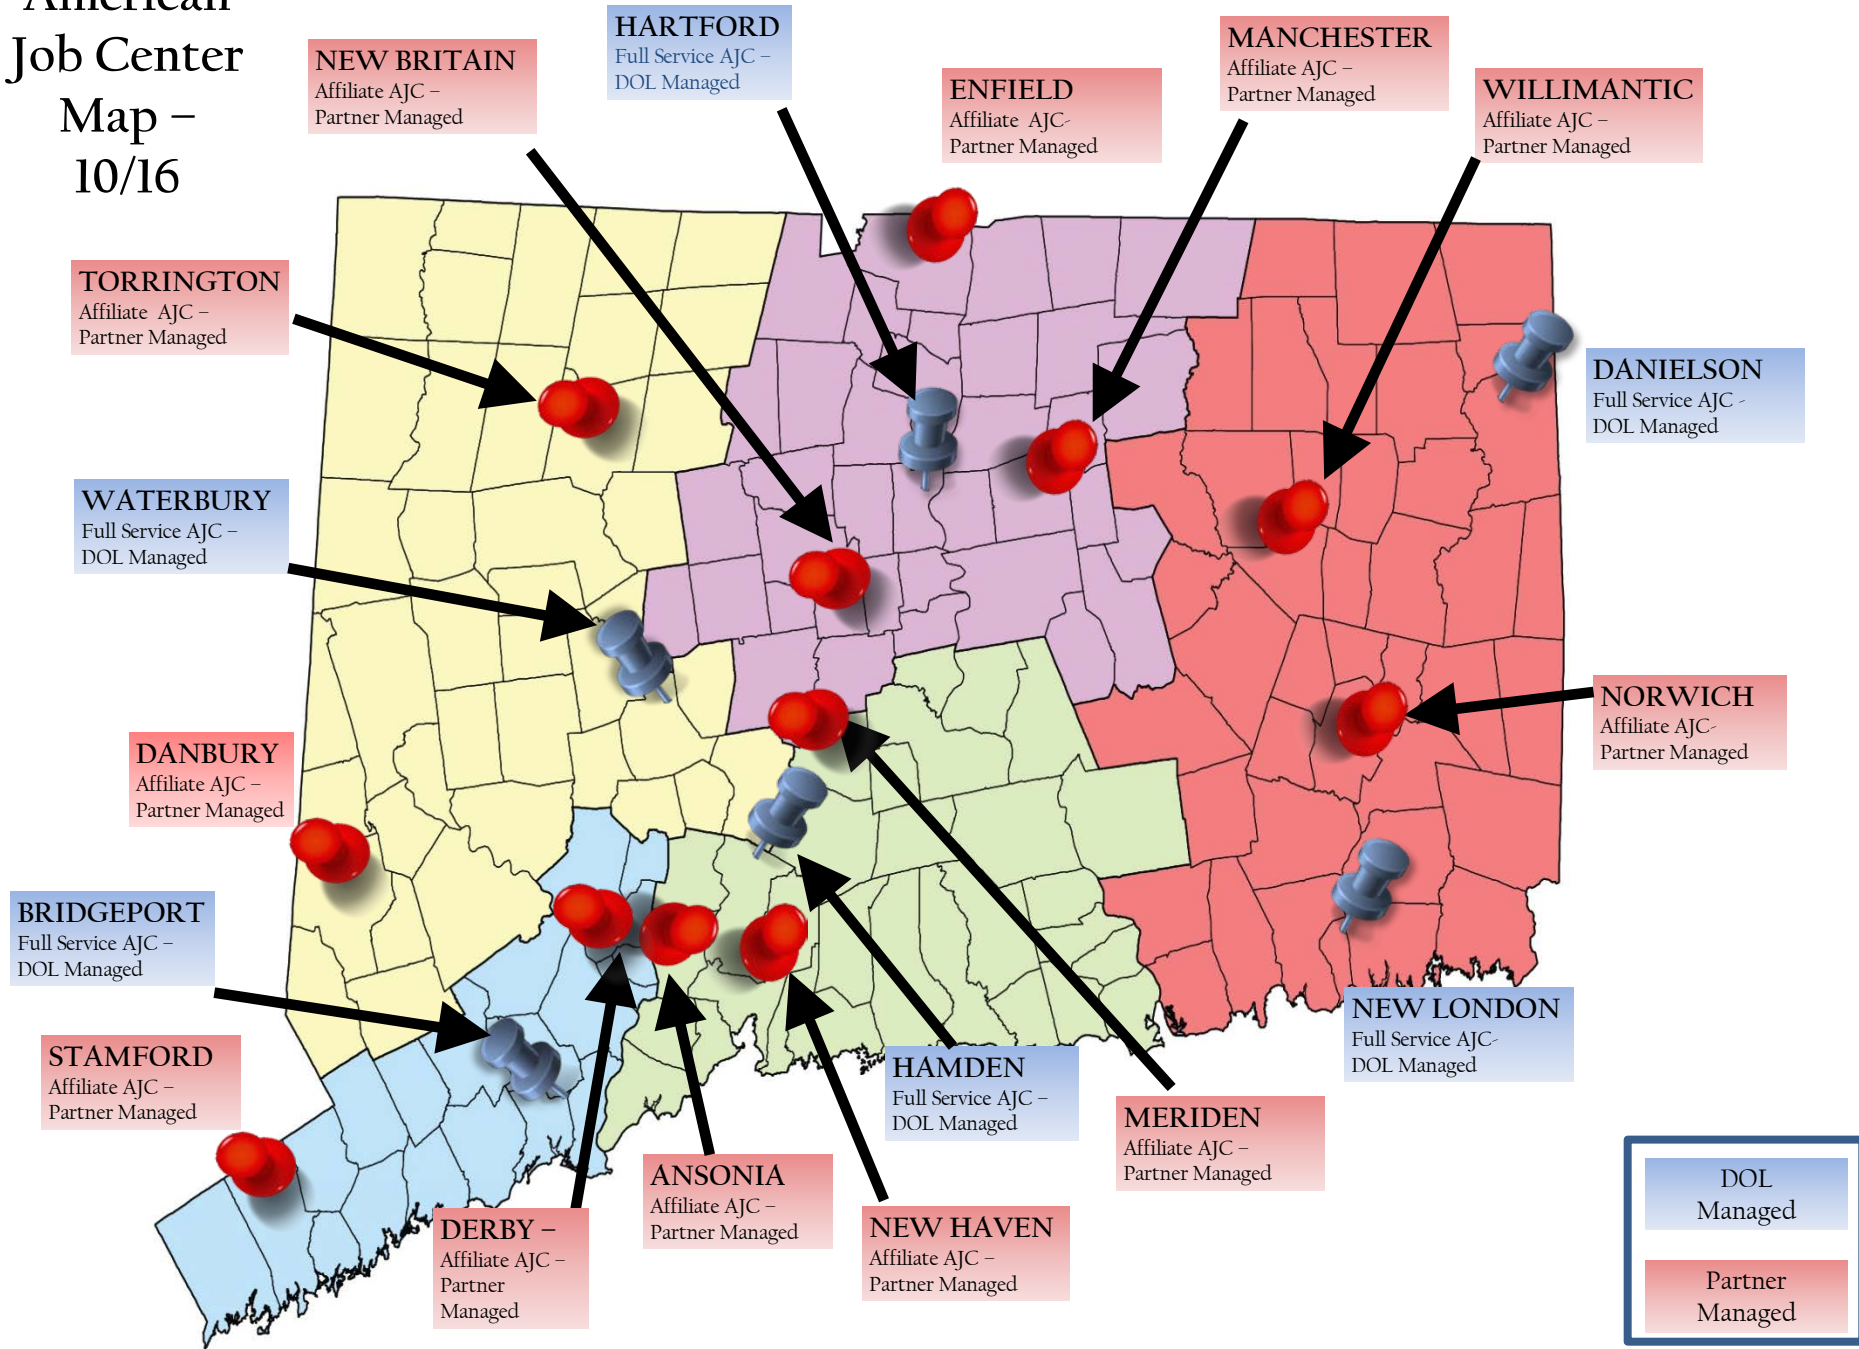 American
Job Center
Map –
10/16
NEW BRITAIN
Affiliate AJC –
Partner Managed
HARTFORD
Full Service AJC –
DOL Managed
ENFIELD
Affiliate AJC-
Partner Managed
MANCHESTER
Affiliate AJC –
Partner Managed
WILLIMANTIC
Affiliate AJC –
Partner Managed
TORRINGTON
Affiliate AJC –
Partner Managed
DANIELSON
Full Service AJC -
DOL Managed
WATERBURY
Full Service AJC –
DOL Managed
NORWICH
Affiliate AJC-
Partner Managed
DANBURY
Affiliate AJC –
Partner Managed
BRIDGEPORT
Full Service AJC –
DOL Managed
NEW LONDON
Full Service AJC-
DOL Managed
STAMFORD
Affiliate AJC –
Partner Managed
HAMDEN
Full Service AJC –
DOL Managed
MERIDEN
Affiliate AJC –
Partner Managed
ANSONIA
Affiliate AJC –
Partner Managed
DERBY –
Affiliate AJC –
Partner
Managed
NEW HAVEN
Affiliate AJC –
Partner Managed
DOL
Managed
Partner
Managed